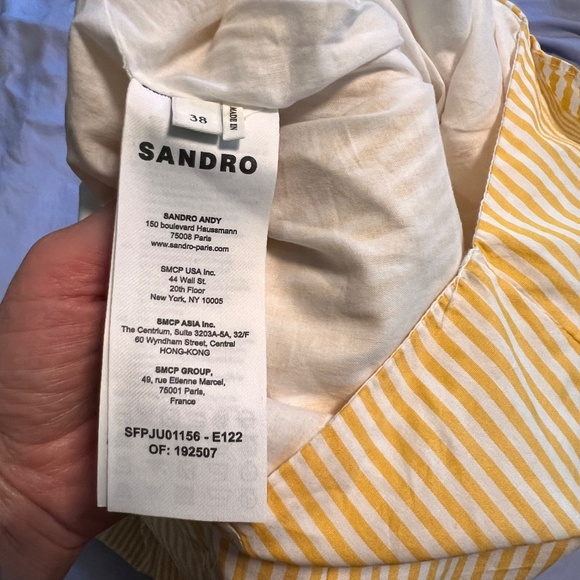 38
MADE IN
SANDRO
SANDRO ANDY
150 boulevard Haussmann
75008 Paris
www.sandro-paris.com
SMCP USA Inc.
44 Wall St.
20th Floor
New York, NY 10005
SMCP ASIA Inc.
The Centrium, Suite 3203A-5A, 32/F
60 Wyndham Street, Central
HONG-KONG
SMCP GROUP,
49, rue Etienne Marcel,
75001 Paris,
France
SFPJU01156 - E122
OF: 192507